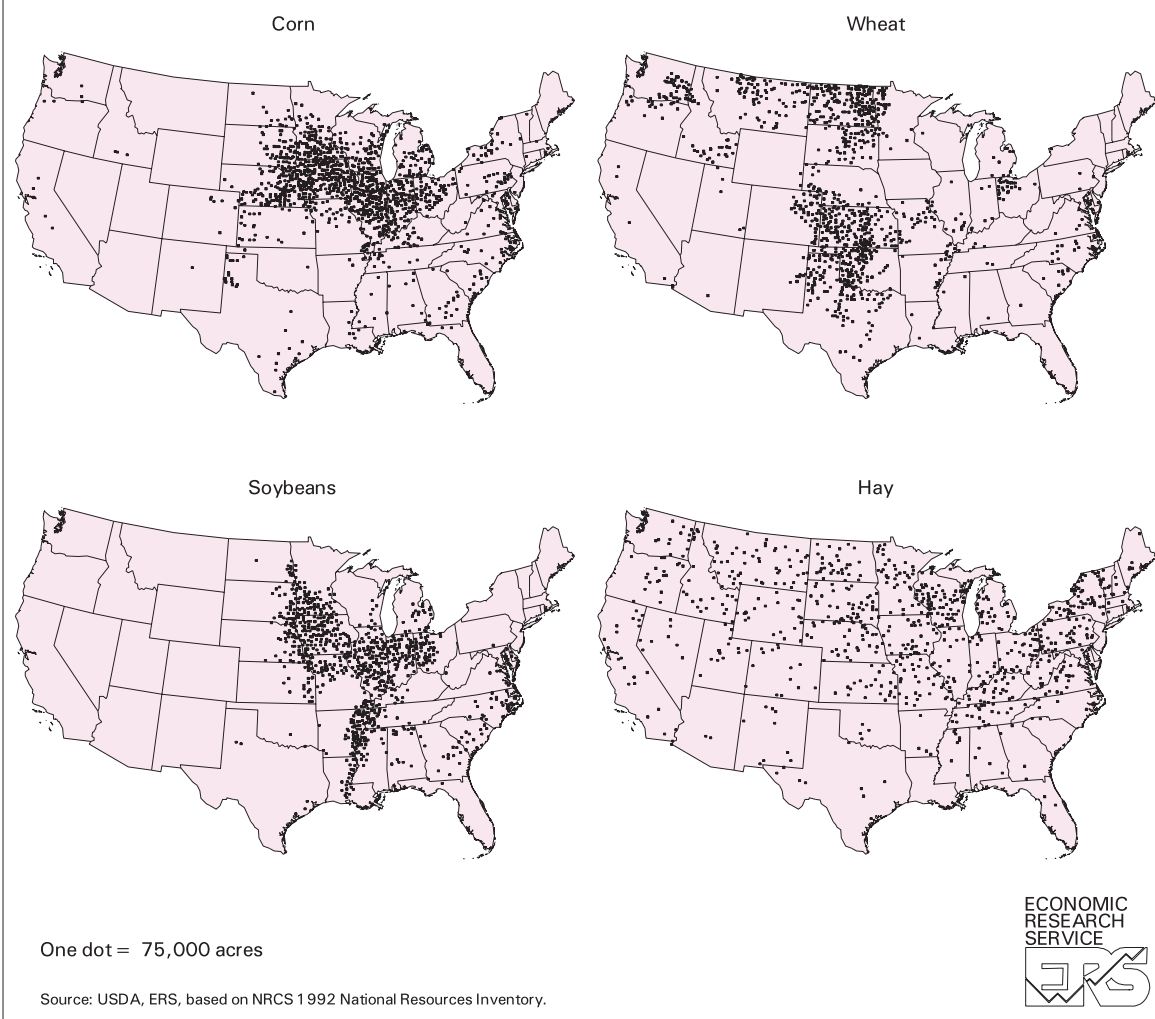 Corn
Wheat
Soybeans
Hay
ECONOMIC
RESEARCH
SERVICE
ERS
One dot = 75,000 acres
Source: USDA, ERS, based on NRCS 1992 National Resources Inventory.